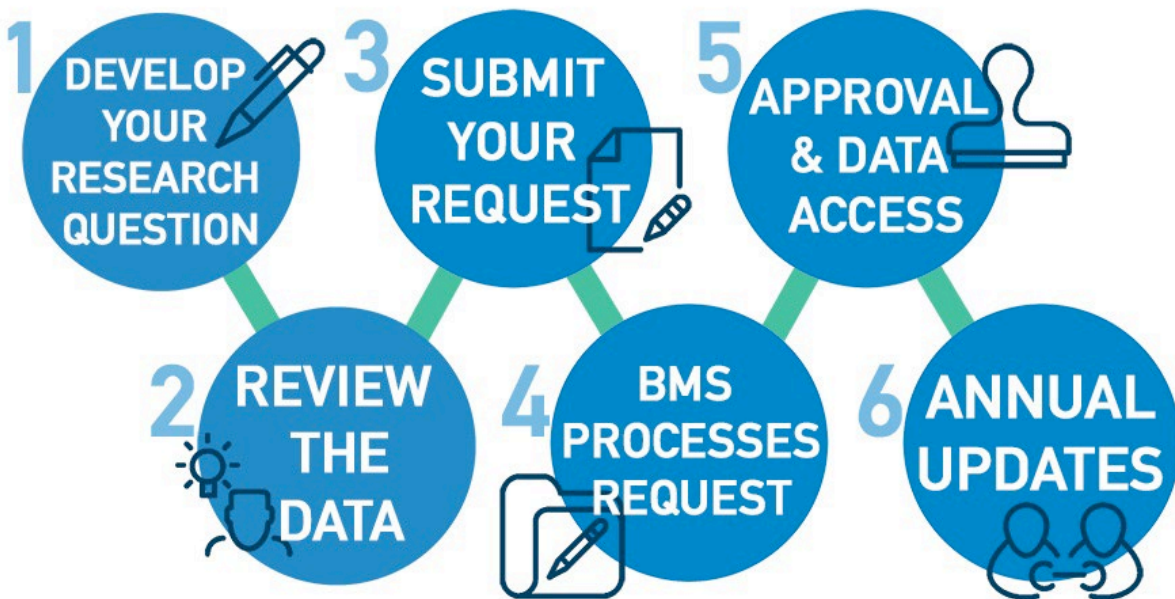 1
DEVELOP
YOUR
RESEARCH
QUESTION
2
REVIEW
THE
DATA
3
SUBMIT
YOUR
REQUEST
4
BMS
PROCESSES
REQUEST
5
APPROVAL
& DATA
ACCESS
6
ANNUAL
UPDATES